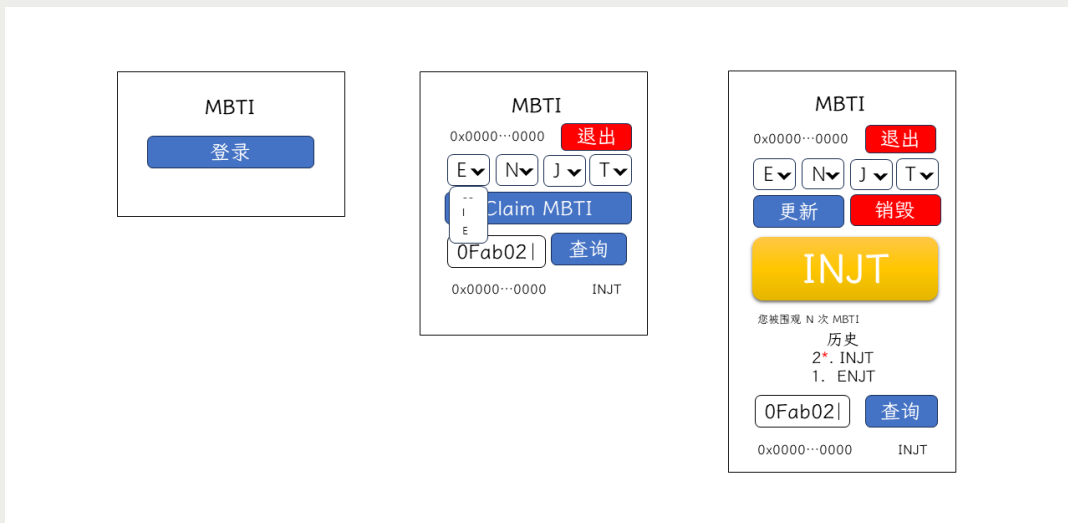 MBTI
登录
MBTI
0x0000…0000 退出
E N J T
--
I
E
Claim MBTI
0Fab02| 查询
0x0000…0000 INJT
MBTI
0x0000…0000 退出
E N J T
更新 销毁
INJT
您被围观 N 次 MBTI
历史
2*. INJT
1. ENJT
0Fab02| 查询
0x0000…0000 INJT